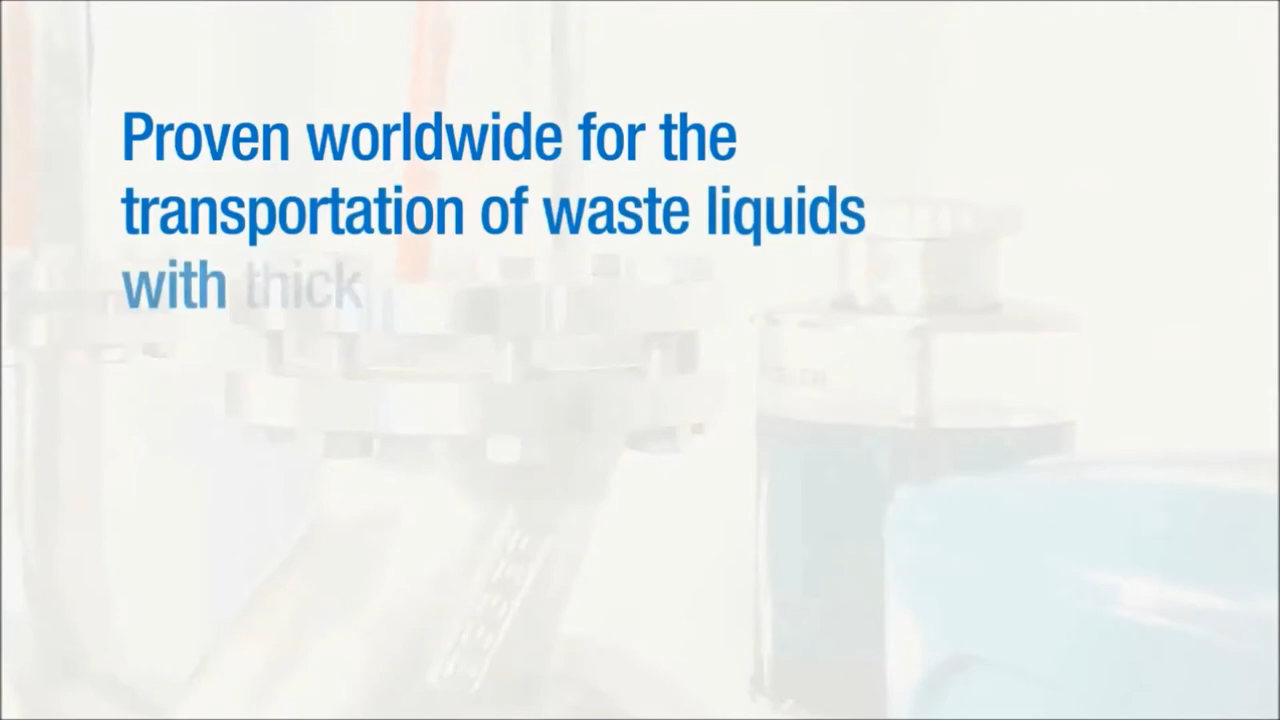 Proven worldwide for the
transportation of waste liquids
with thick